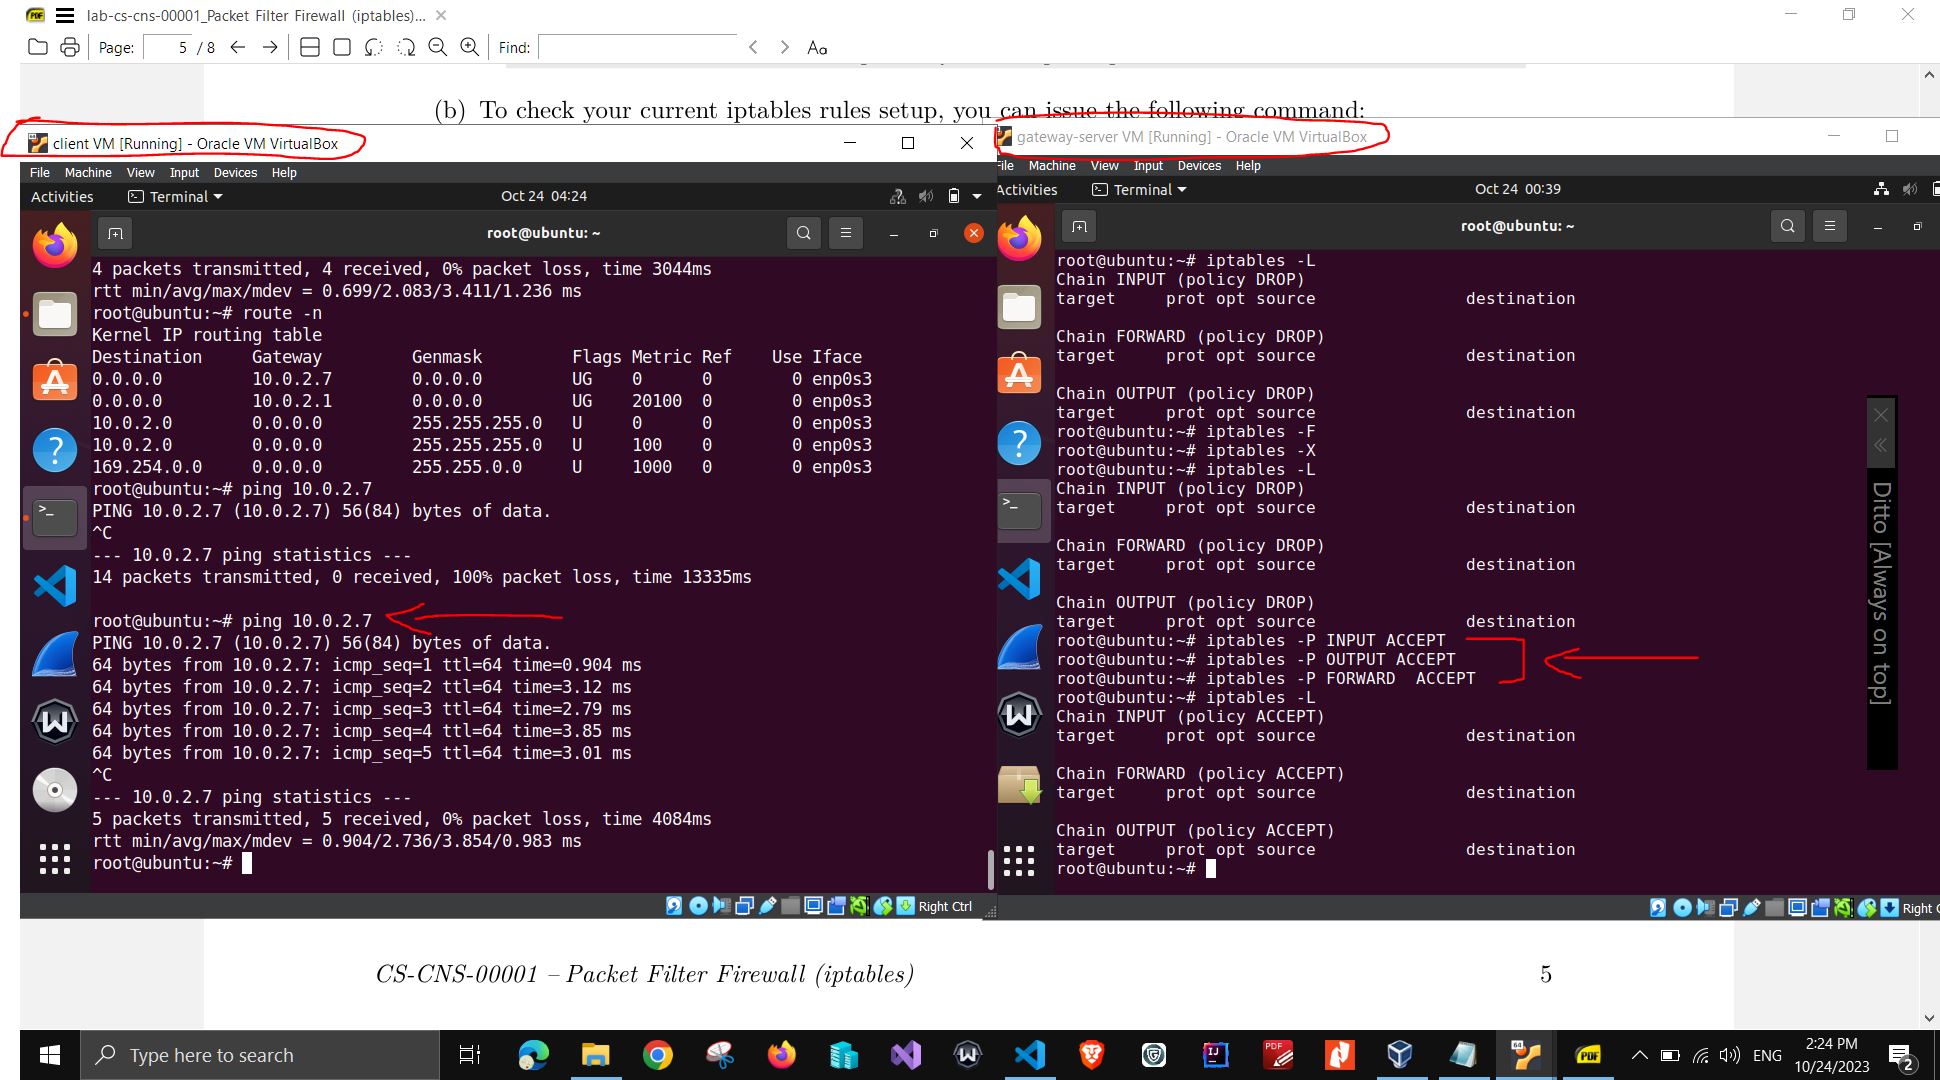 lab-cs-cns-00001_Packet Filter Firewall (iptables)...
Page: 5 / 8 Find: Aa
(b) To check your current iptables rules setup, you can issue the following command:
client VM [Running] - Oracle VM VirtualBox
File Machine View Input Devices Help
Activities Terminal Oct 24 04:24
root@ubuntu: ~
4 packets transmitted, 4 received, 0% packet loss, time 3044ms
rtt min/avg/max/mdev = 0.699/2.083/3.411/1.236 ms
root@ubuntu:~# route -n
Kernel IP routing table
Destination Gateway Genmask Flags Metric Ref Use Iface
0.0.0.0 10.0.2.7 0.0.0.0 UG 0 0 0 enp0s3
0.0.0.0 10.0.2.1 0.0.0.0 UG 20100 0 0 enp0s3
10.0.2.0 0.0.0.0 255.255.255.0 U 0 0 0 enp0s3
10.0.2.0 0.0.0.0 255.255.255.0 U 100 0 0 enp0s3
169.254.0.0 0.0.0.0 255.255.0.0 U 1000 0 0 enp0s3
root@ubuntu:~# ping 10.0.2.7
PING 10.0.2.7 (10.0.2.7) 56(84) bytes of data.
^C
--- 10.0.2.7 ping statistics ---
14 packets transmitted, 0 received, 100% packet loss, time 13335ms
root@ubuntu:~# ping 10.0.2.7
PING 10.0.2.7 (10.0.2.7) 56(84) bytes of data.
64 bytes from 10.0.2.7: icmp_seq=1 ttl=64 time=0.904 ms
64 bytes from 10.0.2.7: icmp_seq=2 ttl=64 time=3.12 ms
64 bytes from 10.0.2.7: icmp_seq=3 ttl=64 time=2.79 ms
64 bytes from 10.0.2.7: icmp_seq=4 ttl=64 time=3.85 ms
64 bytes from 10.0.2.7: icmp_seq=5 ttl=64 time=3.01 ms
^C
--- 10.0.2.7 ping statistics ---
5 packets transmitted, 5 received, 0% packet loss, time 4084ms
rtt min/avg/max/mdev = 0.904/2.736/3.854/0.983 ms
root@ubuntu:~#
Right Ctrl
gateway-server VM [Running] - Oracle VM VirtualBox
File Machine View Input Devices Help
Activities Terminal Oct 24 00:39
root@ubuntu: ~
root@ubuntu:~# iptables -L
Chain INPUT (policy DROP)
target prot opt source destination
Chain FORWARD (policy DROP)
target prot opt source destination
Chain OUTPUT (policy DROP)
target prot opt source destination
root@ubuntu:~# iptables -F
root@ubuntu:~# iptables -X
root@ubuntu:~# iptables -L
Chain INPUT (policy DROP)
target prot opt source destination
Chain FORWARD (policy DROP)
target prot opt source destination
Chain OUTPUT (policy DROP)
target prot opt source destination
root@ubuntu:~# iptables -P INPUT ACCEPT
root@ubuntu:~# iptables -P OUTPUT ACCEPT
root@ubuntu:~# iptables -P FORWARD  ACCEPT
root@ubuntu:~# iptables -L
Chain INPUT (policy ACCEPT)
target prot opt source destination
Chain FORWARD (policy ACCEPT)
target prot opt source destination
Chain OUTPUT (policy ACCEPT)
target prot opt source destination
root@ubuntu:~#
Right C
Ditto [Always on top]
CS-CNS-00001 – Packet Filter Firewall (iptables) 5
Type here to search
ENG
2:24 PM
10/24/2023
2